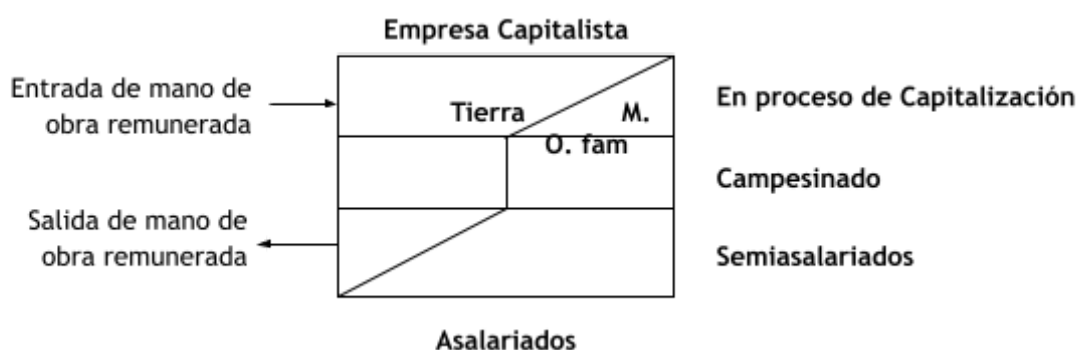 Empresa Capitalista
Entrada de mano de
obra remunerada
Tierra
M.
O. fam
En proceso de Capitalización
Campesinado
Salida de mano de
obra remunerada
Semiasalariados
Asalariados